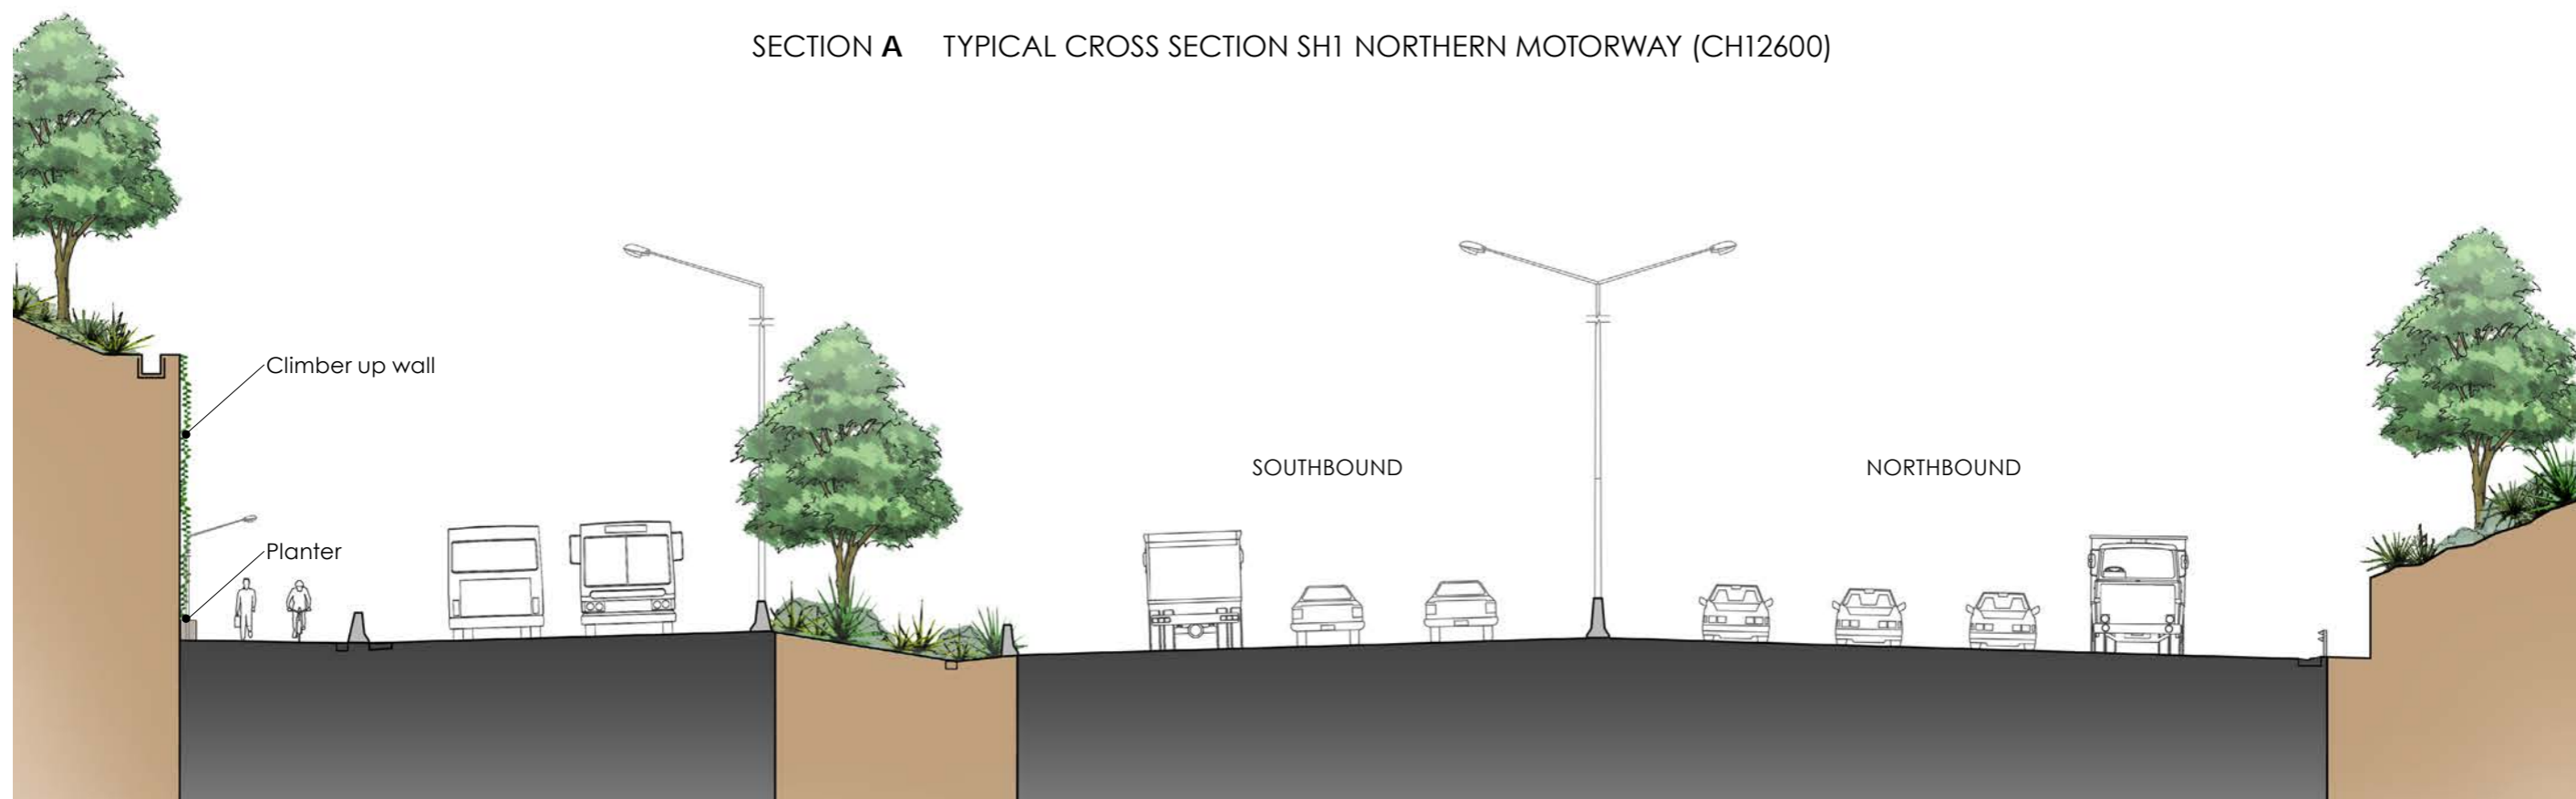 SECTION A TYPICAL CROSS SECTION SH1 NORTHERN MOTORWAY (CH12600)
Climber up wall
SOUTHBOUND
NORTHBOUND
Planter